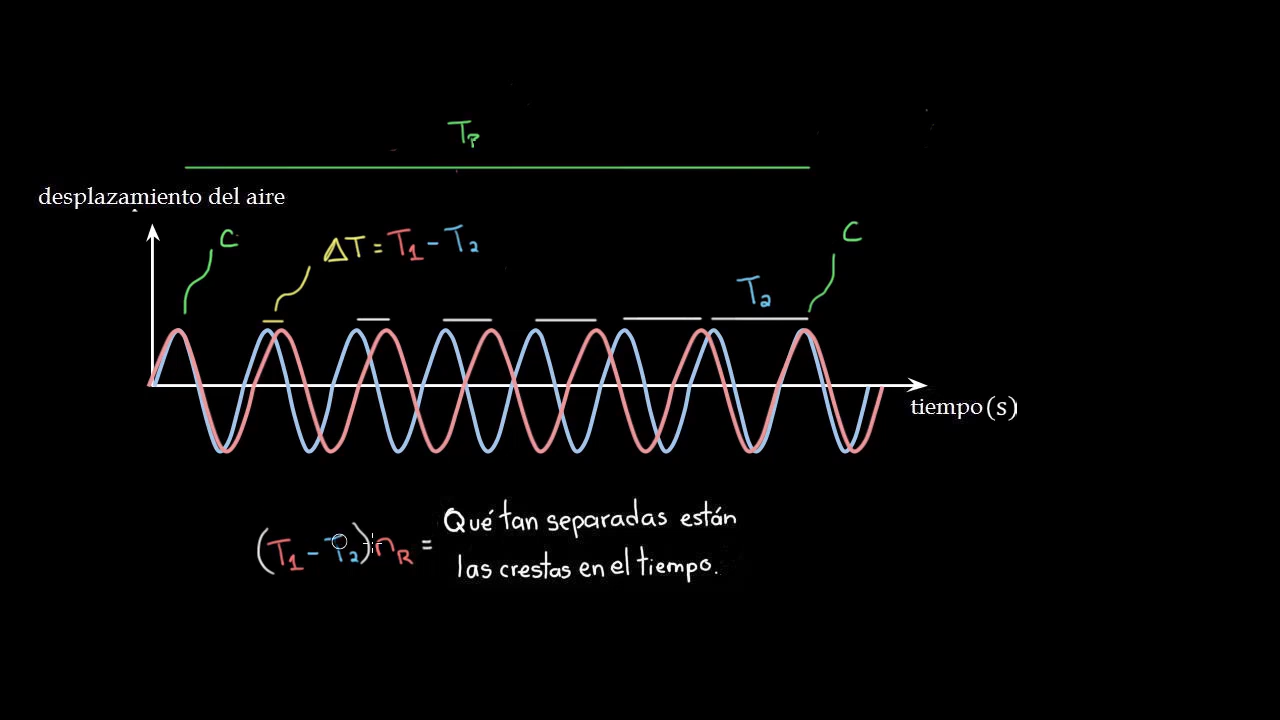 T_P
desplazamiento del aire
C
ΔT = T₁ - T₂
C
T₂
tiempo(s)
(T₁ - T₂) n_R = Qué tan separadas están
las crestas en el tiempo.